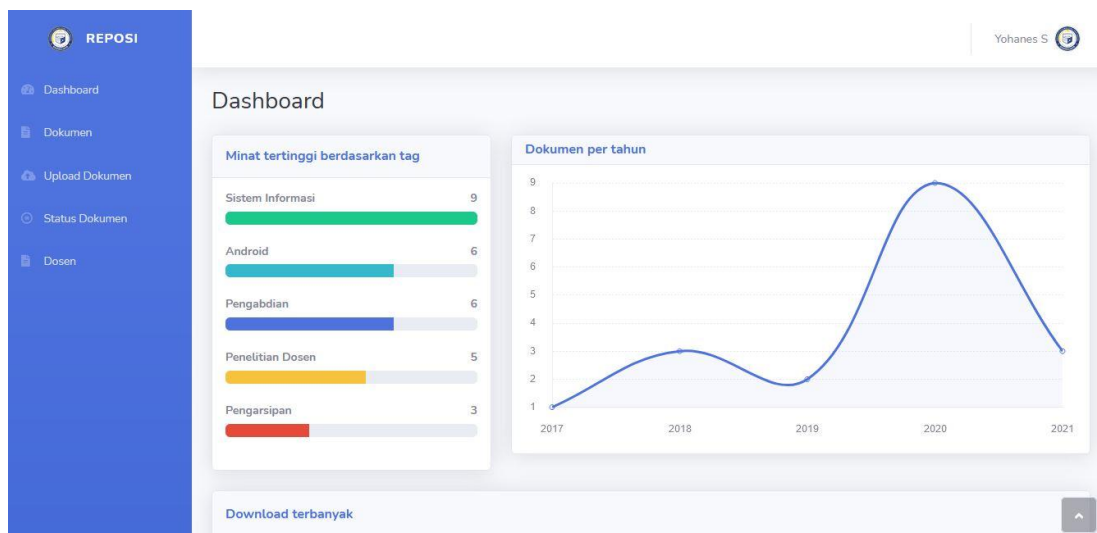 REPOSI
Yohanes S
Dashboard
Dokumen
Upload Dokumen
Status Dokumen
Dosen
Dashboard
Minat tertinggi berdasarkan tag
Sistem Informasi 9
Android 6
Pengabdian 6
Penelitian Dosen 5
Pengarsipan 3
Dokumen per tahun
9
8
7
6
5
4
3
2
1
2017 2018 2019 2020 2021
Download terbanyak